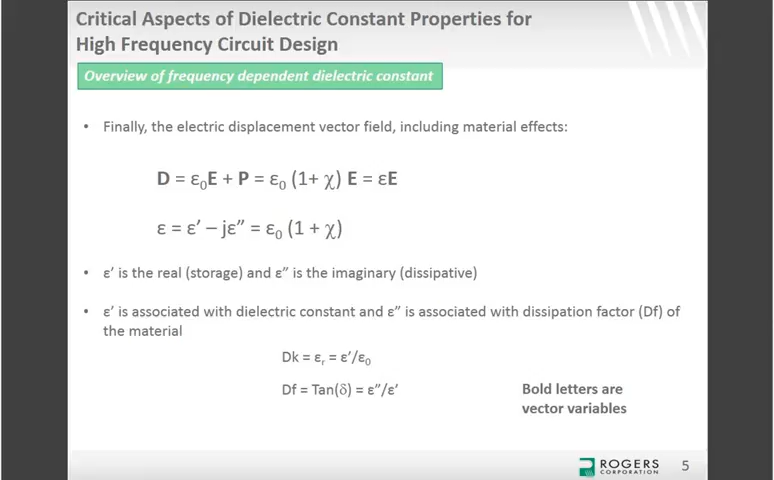 Critical Aspects of Dielectric Constant Properties for
High Frequency Circuit Design
Overview of frequency dependent dielectric constant
• Finally, the electric displacement vector field, including material effects:
D = ε₀E + P = ε₀ (1+ χ) E = εE
ε = ε′ – jε″ = ε₀ (1 + χ)
• ε′ is the real (storage) and ε″ is the imaginary (dissipative)
• ε′ is associated with dielectric constant and ε″ is associated with dissipation factor (Df) of
the material
Dk = εᵣ = ε′/ε₀
Df = Tan(δ) = ε″/ε′
Bold letters are
vector variables
ROGERS
CORPORATION
5